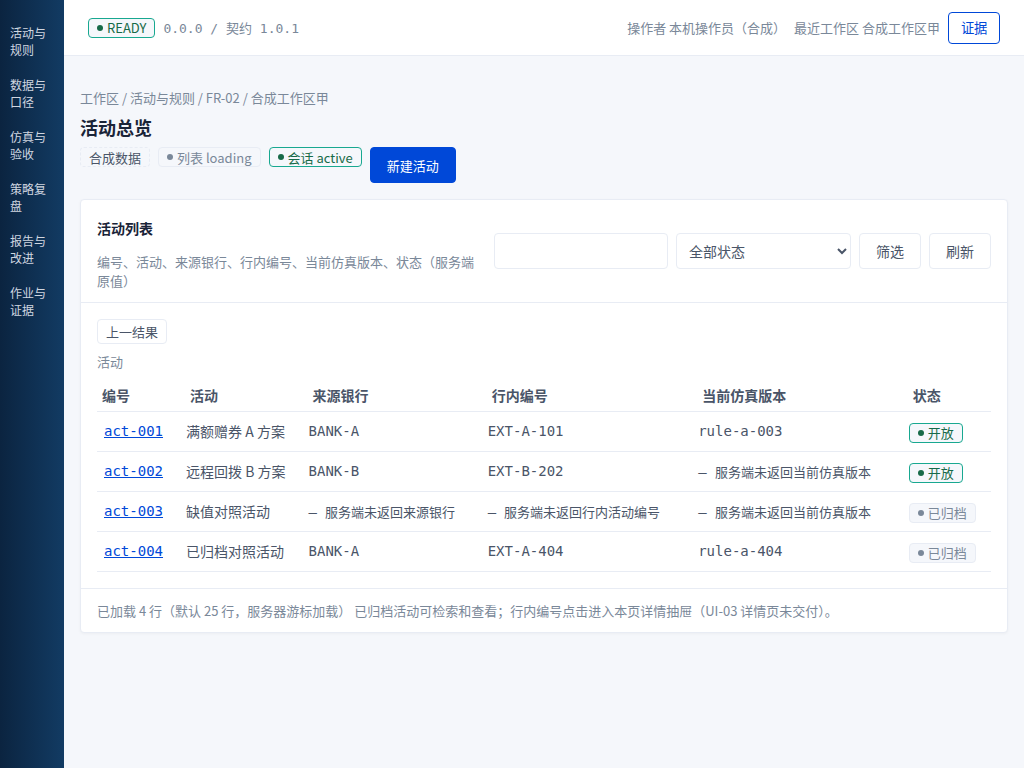 READY 0.0.0 / 契约 1.0.1 操作者 本机操作员（合成） 最近工作区 合成工作区甲 证据
活动与
规则
数据与
口径
仿真与
验收
策略复
盘
报告与
改进
作业与
证据
工作区 / 活动与规则 / FR-02 / 合成工作区甲
活动总览
合成数据 列表 loading 会话 active 新建活动
活动列表
编号、活动、来源银行、行内编号、当前仿真版本、状态（服务端
原值）
全部状态 筛选 刷新
上一结果
活动
编号 活动 来源银行 行内编号 当前仿真版本 状态
act-001 满额赠券 A 方案 BANK-A EXT-A-101 rule-a-003 开放
act-002 远程回拨 B 方案 BANK-B EXT-B-202 — 服务端未返回当前仿真版本 开放
act-003 缺值对照活动 — 服务端未返回来源银行 — 服务端未返回行内活动编号 — 服务端未返回当前仿真版本 已归档
act-004 已归档对照活动 BANK-A EXT-A-404 rule-a-404 已归档
已加载 4 行（默认 25 行，服务器游标加载） 已归档活动可检索和查看；行内编号点击进入本页详情抽屉（UI-03 详情页未交付）。